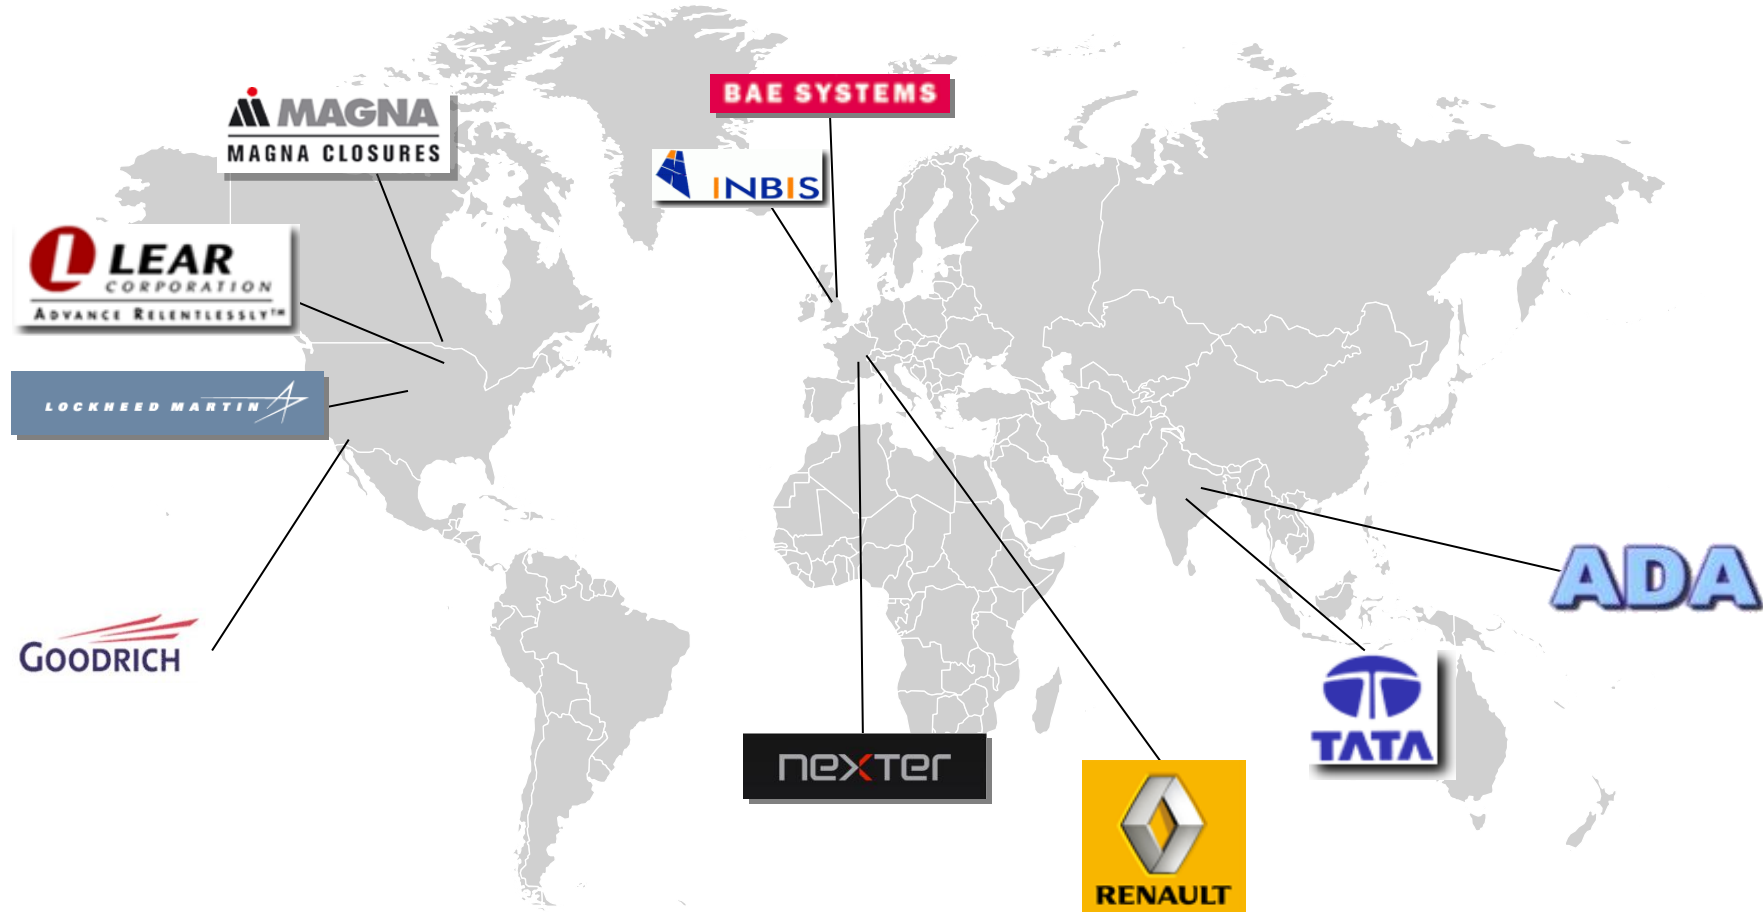 BAE SYSTEMS
MAGNA
MAGNA CLOSURES
INBIS
LEAR
CORPORATION
ADVANCE RELENTLESSLY™
LOCKHEED MARTIN
GOODRICH
ADA
TATA
nexter
RENAULT